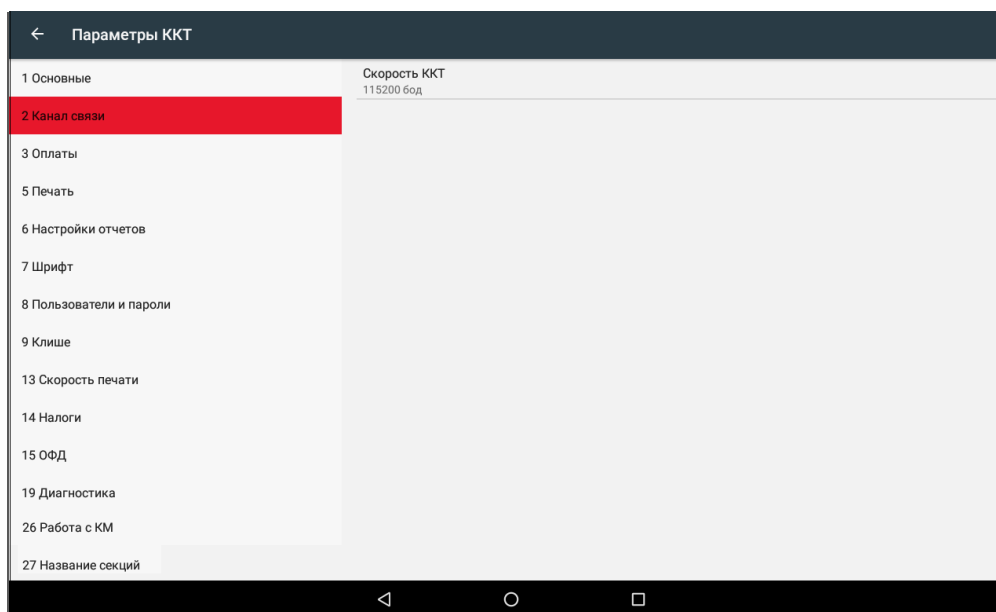 Параметры ККТ
1 Основные
2 Канал связи
3 Оплаты
5 Печать
6 Настройки отчетов
7 Шрифт
8 Пользователи и пароли
9 Клише
13 Скорость печати
14 Налоги
15 ОФД
19 Диагностика
26 Работа с КМ
27 Название секций
Скорость ККТ
115200 бод